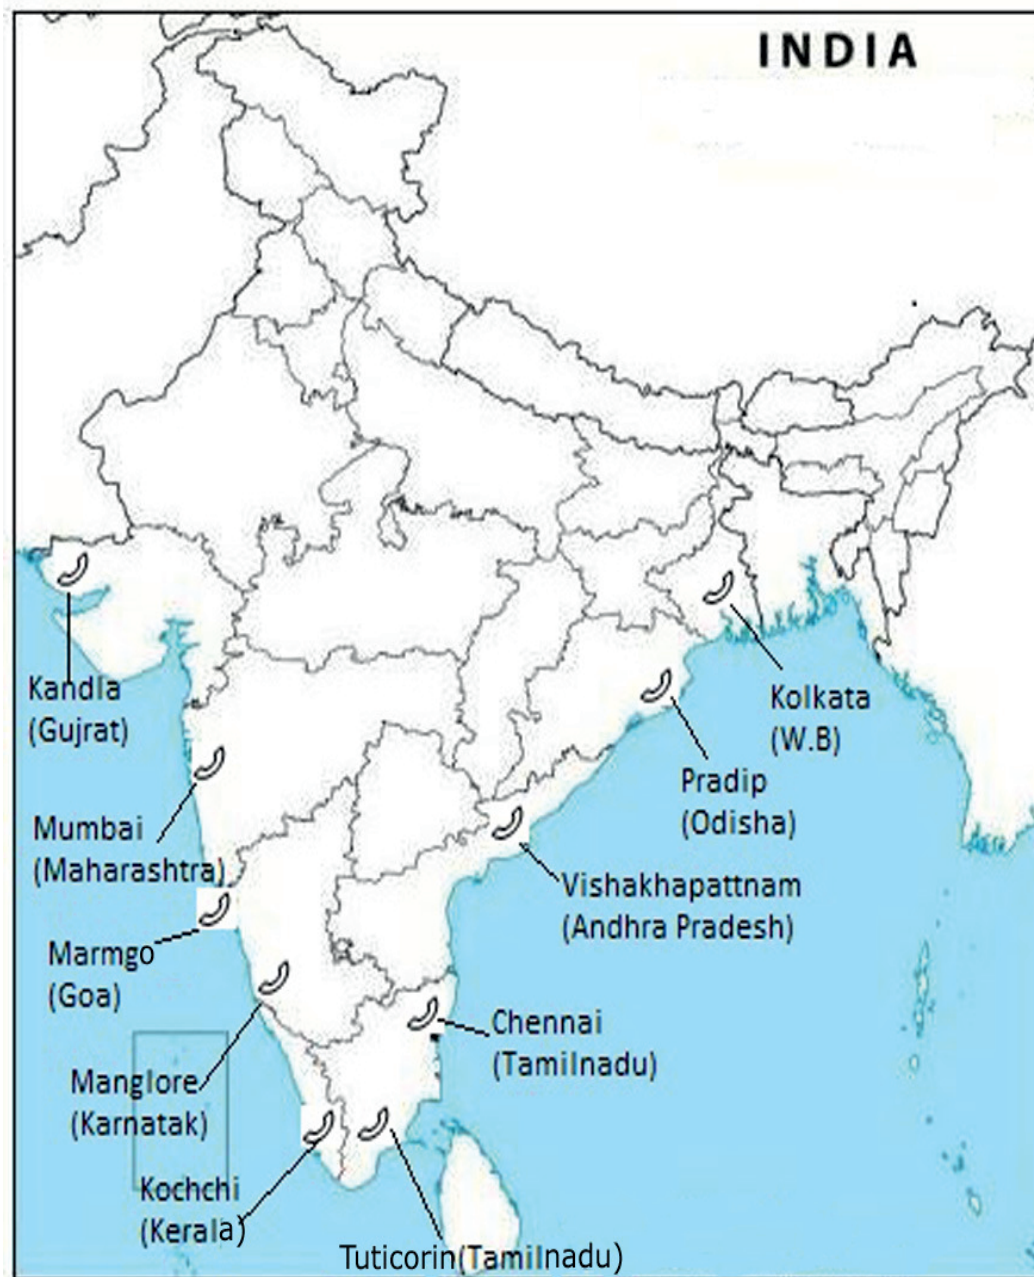 INDIA
Kandla
(Gujrat)
Kolkata
(W.B)
Pradip
(Odisha)
Mumbai
(Maharashtra)
Vishakhapattnam
(Andhra Pradesh)
Marmgo
(Goa)
Chennai
(Tamilnadu)
Manglore
(Karnatak)
Kochchi
(Kerala)
Tuticorin(Tamilnadu)